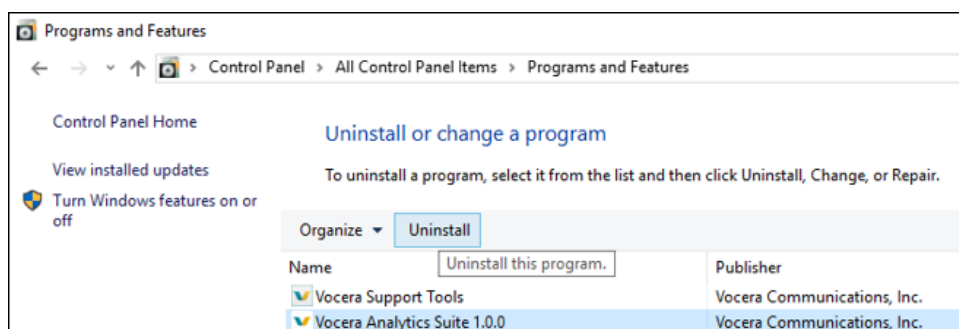 Programs and Features
Control Panel > All Control Panel Items > Programs and Features
Control Panel Home
View installed updates
Turn Windows features on or
off
Uninstall or change a program
To uninstall a program, select it from the list and then click Uninstall, Change, or Repair.
Organize Uninstall
Uninstall this program.
Name Publisher
Vocera Support Tools Vocera Communications, Inc.
Vocera Analytics Suite 1.0.0 Vocera Communications, Inc.